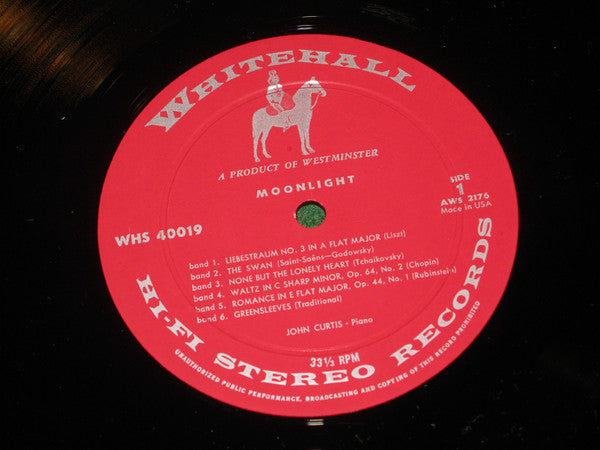 WHITEHALL
A PRODUCT OF WESTMINSTER
MOONLIGHT
SIDE
1
AWS 2176
Made in USA
WHS 40019
band 1. LIEBESTRAUM NO. 3 IN A FLAT MAJOR (Liszt)
band 2. THE SWAN (Saint-Saëns—Godowsky)
band 3. NONE BUT THE LONELY HEART (Tchaikovsky)
band 4. WALTZ IN C SHARP MINOR, Op. 64, No. 2 (Chopin)
band 5. ROMANCE IN E FLAT MAJOR, Op. 44, No. 1 (Rubinstein)
band 6. GREENSLEEVES (Traditional)
JOHN CURTIS - Piano
33⅓ RPM
HI-FI STEREO RECORDS
UNAUTHORIZED PUBLIC PERFORMANCE, BROADCASTING AND COPYING OF THIS RECORD PROHIBITED